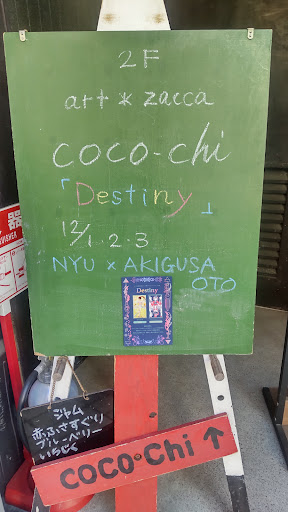 2F
art * zacca
coco-chi
「Destiny」
12/1.2.3
NYU × AKIGUSA
OTO
Destiny
器
ジャム
赤ふさすぐり
ブルーベリー
いちじく
coco・chi ↑